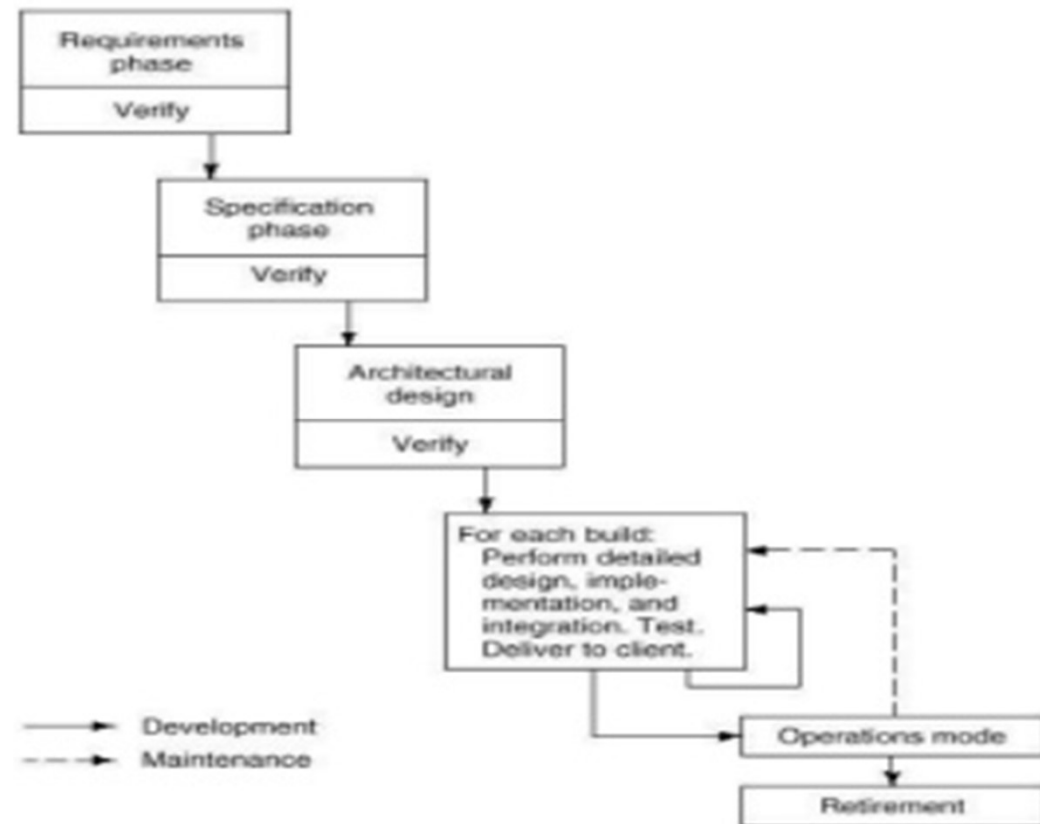 Requirements
phase
Verify
Specification
phase
Verify
Architectural
design
Verify
For each build:
Perform detailed
design, imple-
mentation, and
integration. Test.
Deliver to client.
Development
Maintenance
Operations mode
Retirement